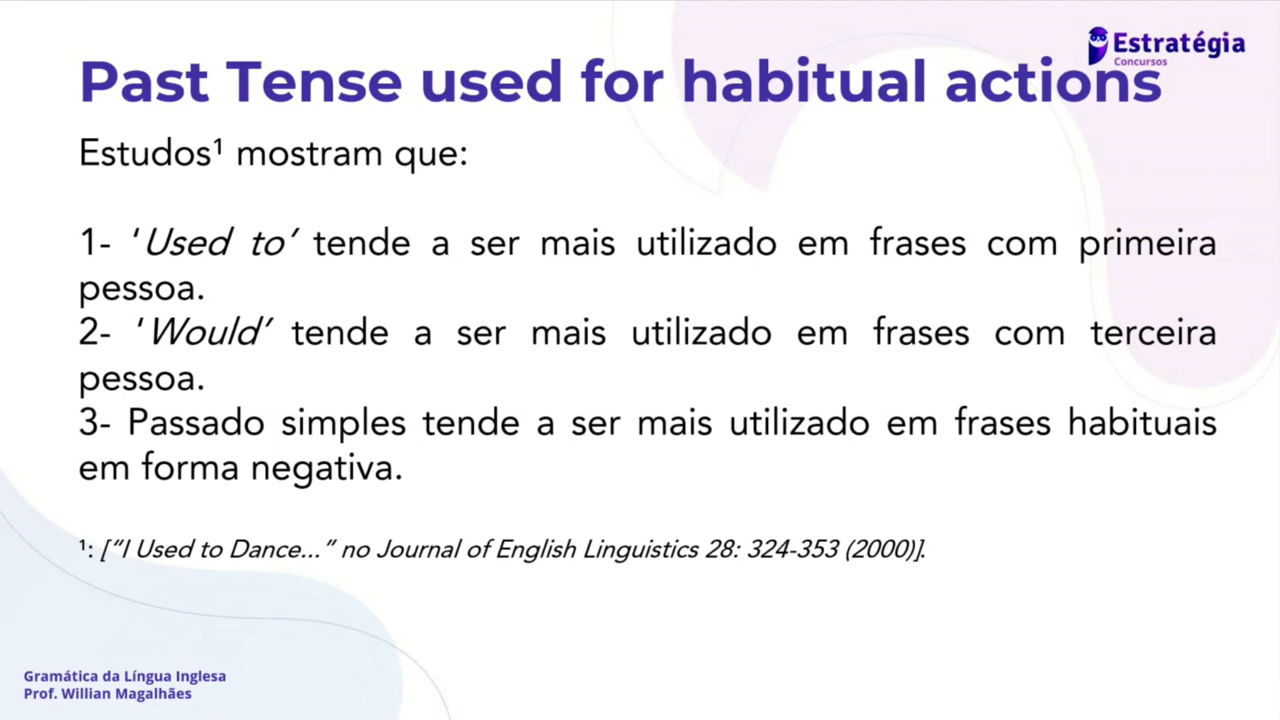 Estratégia
Concursos
Past Tense used for habitual actions
Estudos¹ mostram que:
1- ‘Used to’ tende a ser mais utilizado em frases com primeira
pessoa.
2- ‘Would’ tende a ser mais utilizado em frases com terceira
pessoa.
3- Passado simples tende a ser mais utilizado em frases habituais
em forma negativa.
¹: [“I Used to Dance...” no Journal of English Linguistics 28: 324-353 (2000)].
Gramática da Língua Inglesa
Prof. Willian Magalhães